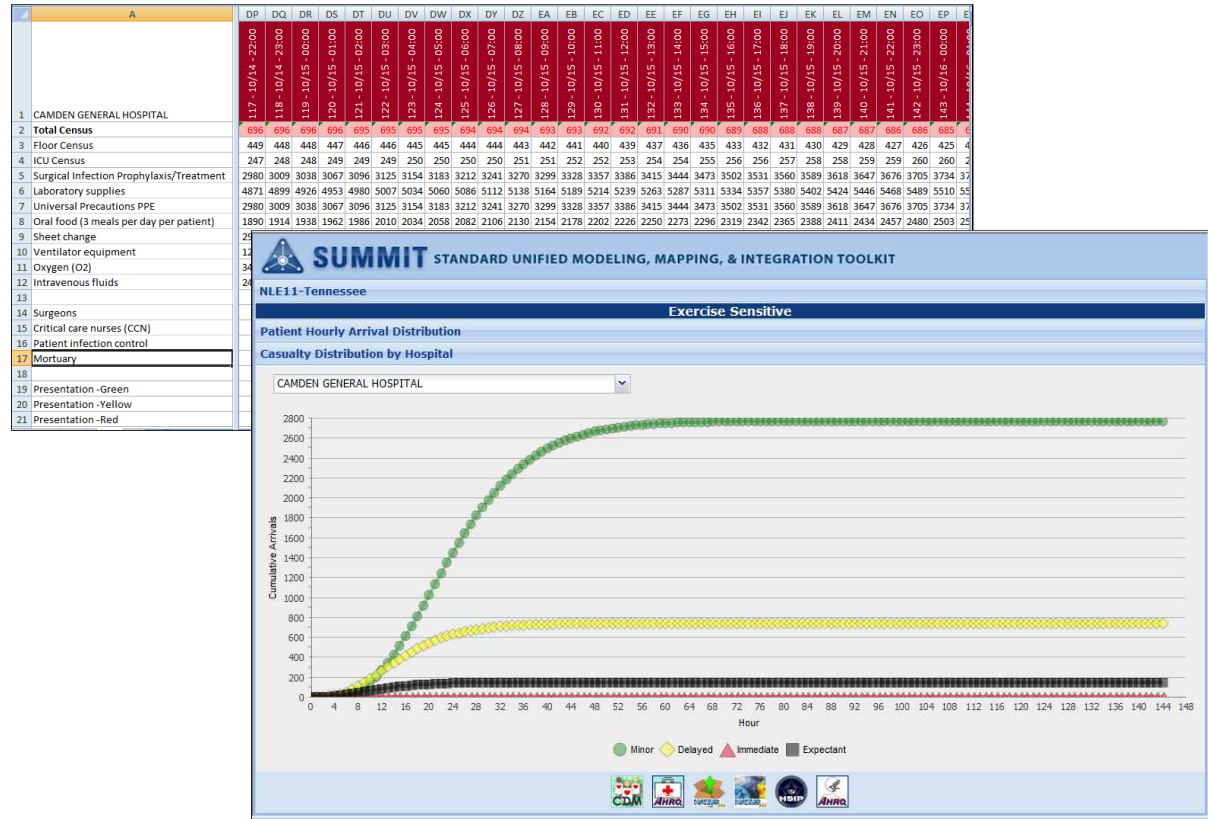 A DP DQ DR DS DT DU DV DW DX DY DZ EA EB EC ED EE EF EG EH EI EJ EK EL EM EN EO EP
1 CAMDEN GENERAL HOSPITAL 117 - 10/14 - 22:00 118 - 10/14 - 23:00 119 - 10/15 - 00:00 120 - 10/15 - 01:00 121 - 10/15 - 02:00 122 - 10/15 - 03:00 123 - 10/15 - 04:00 124 - 10/15 - 05:00 125 - 10/15 - 06:00 126 - 10/15 - 07:00 127 - 10/15 - 08:00 128 - 10/15 - 09:00 129 - 10/15 - 10:00 130 - 10/15 - 11:00 131 - 10/15 - 12:00 132 - 10/15 - 13:00 133 - 10/15 - 14:00 134 - 10/15 - 15:00 135 - 10/15 - 16:00 136 - 10/15 - 17:00 137 - 10/15 - 18:00 138 - 10/15 - 19:00 139 - 10/15 - 20:00 140 - 10/15 - 21:00 141 - 10/15 - 22:00 142 - 10/15 - 23:00 143 - 10/16 - 00:00
2 Total Census 696 696 696 696 695 695 695 694 694 694 694 693 693 692 692 691 690 690 689 688 688 688 687 687 686 686 685
3 Floor Census 449 448 448 447 446 446 445 445 444 444 443 442 441 440 439 437 436 435 433 432 431 430 429 428 427 426 425
4 ICU Census 247 248 248 249 249 249 250 250 250 250 251 251 252 252 253 254 254 255 256 256 257 258 258 259 259 260 260
5 Surgical Infection Prophylaxis/Treatment 2980 3009 3038 3067 3096 3125 3154 3183 3212 3241 3270 3299 3328 3357 3386 3415 3444 3473 3502 3531 3560 3589 3618 3647 3676 3705 3734
6 Laboratory supplies 4871 4899 4926 4953 4980 5007 5034 5060 5086 5112 5138 5164 5189 5214 5239 5263 5287 5311 5334 5357 5380 5402 5424 5446 5468 5489 5510
7 Universal Precautions PPE 2980 3009 3038 3067 3096 3125 3154 3183 3212 3241 3270 3299 3328 3357 3386 3415 3444 3473 3502 3531 3560 3589 3618 3647 3676 3705 3734
8 Oral food (3 meals per day per patient) 1890 1914 1938 1962 1986 2010 2034 2058 2082 2106 2130 2154 2178 2202 2226 2250 2273 2296 2319 2342 2365 2388 2411 2434 2457 2480 2503
9 Sheet change
10 Ventilator equipment
11 Oxygen (O2)
12 Intravenous fluids
13
14 Surgeons
15 Critical care nurses (CCN)
16 Patient infection control
17 Mortuary
18
19 Presentation -Green
20 Presentation -Yellow
21 Presentation -Red
SUMMIT STANDARD UNIFIED MODELING, MAPPING, & INTEGRATION TOOLKIT
NLE11-Tennessee
Exercise Sensitive
Patient Hourly Arrival Distribution
Casualty Distribution by Hospital
CAMDEN GENERAL HOSPITAL
Cumulative Arrivals
2800
2600
2400
2200
2000
1800
1600
1400
1200
1000
800
600
400
200
0
0 4 8 12 16 20 24 28 32 36 40 44 48 52 56 60 64 68 72 76 80 84 88 92 96 100 104 108 112 116 120 124 128 132 136 140 144 148
Hour
Minor Delayed Immediate Expectant
CDM AHRQ HSIP AHRQ